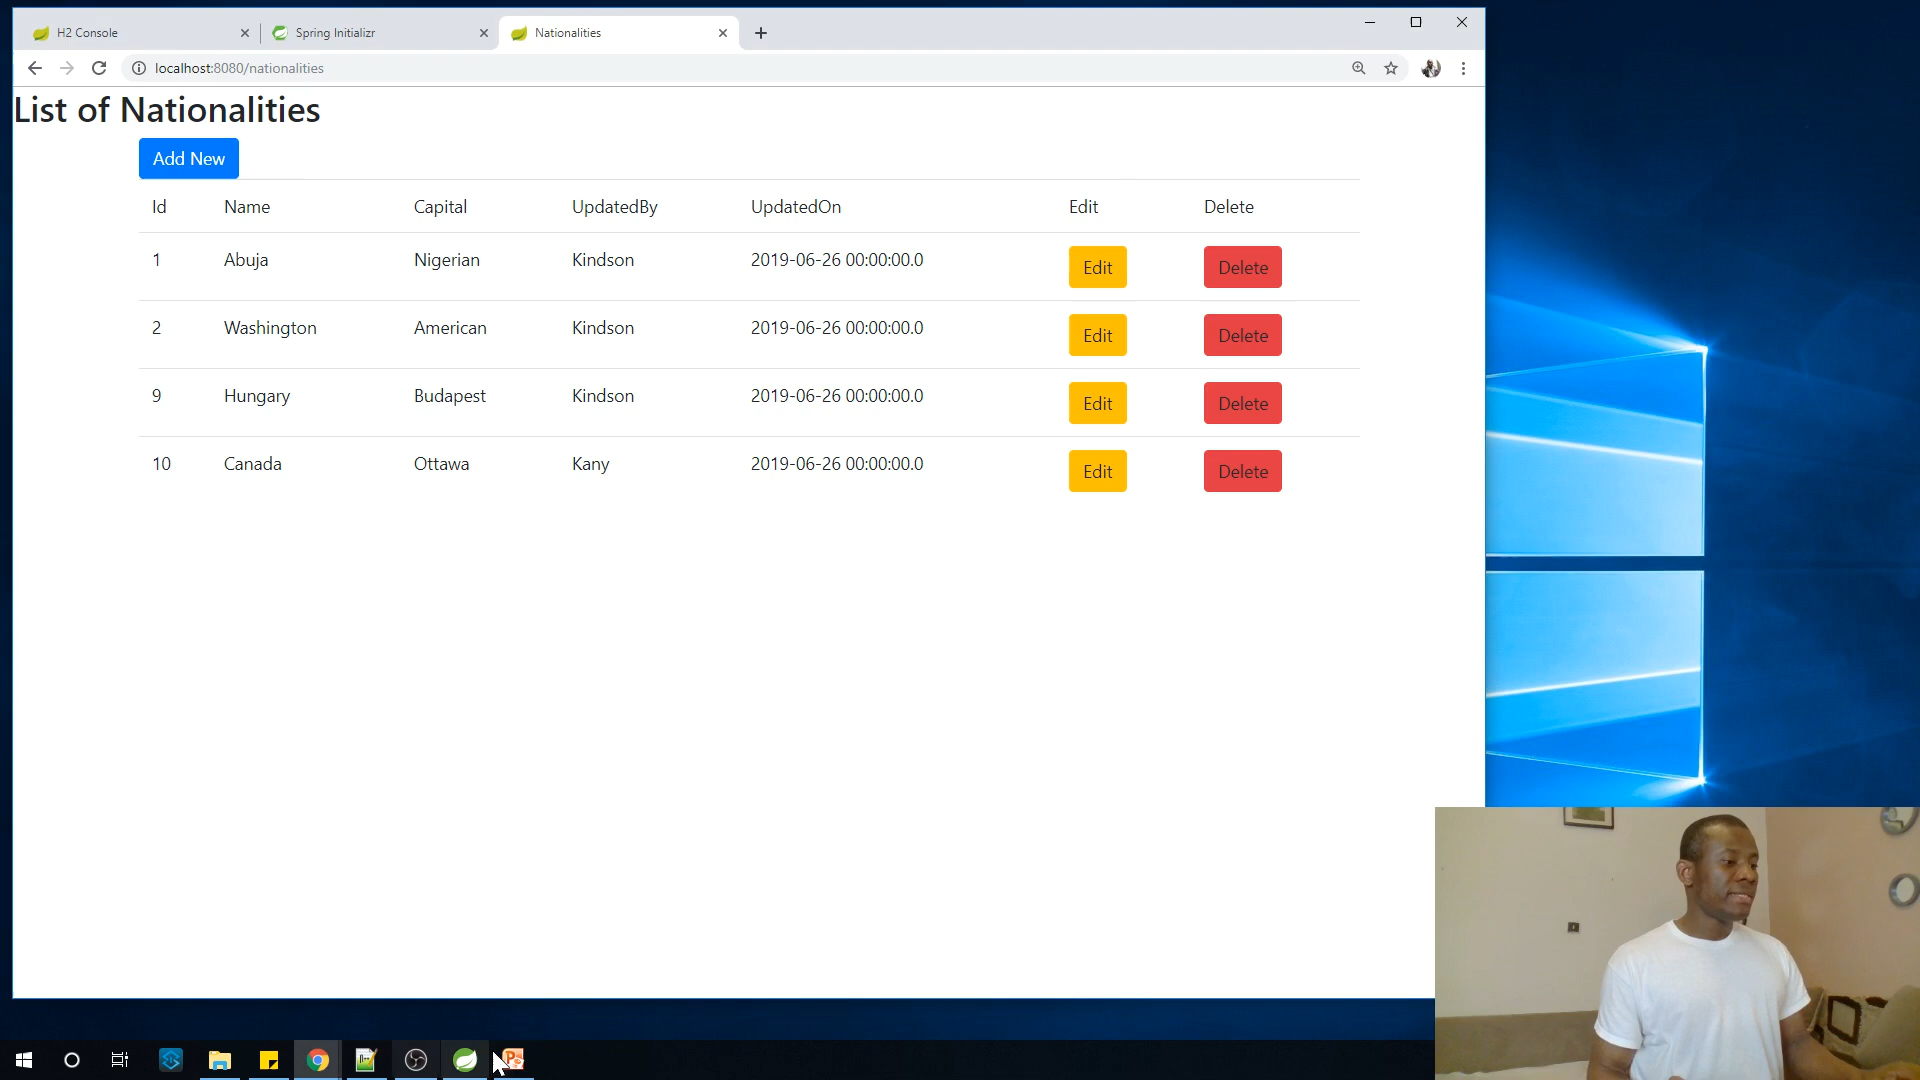 H2 Console
Spring Initializr
Nationalities
localhost:8080/nationalities
List of Nationalities
Add New
Id Name Capital UpdatedBy UpdatedOn Edit Delete
1 Abuja Nigerian Kindson 2019-06-26 00:00:00.0 Edit Delete
2 Washington American Kindson 2019-06-26 00:00:00.0 Edit Delete
9 Hungary Budapest Kindson 2019-06-26 00:00:00.0 Edit Delete
10 Canada Ottawa Kany 2019-06-26 00:00:00.0 Edit Delete